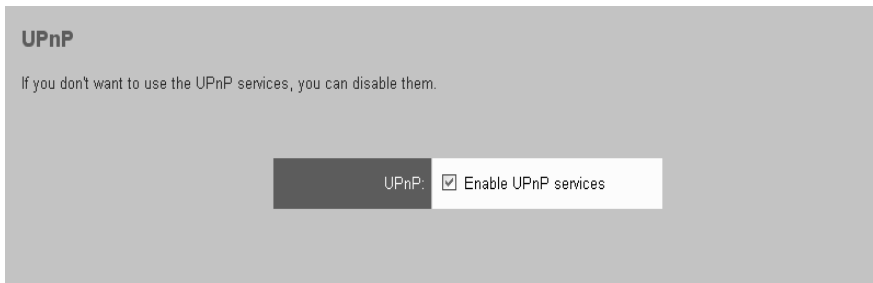 UPnP
If you don't want to use the UPnP services, you can disable them.
UPnP: Enable UPnP services